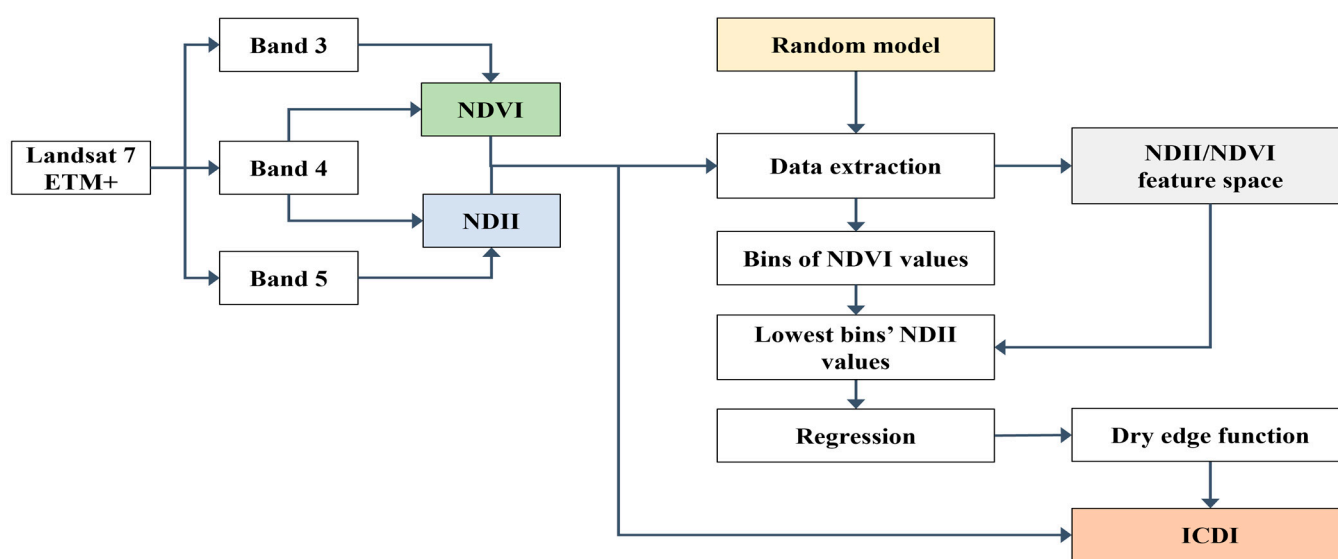 Landsat 7
ETM+
Band 3
Band 4
Band 5
NDVI
NDII
Random model
Data extraction
NDII/NDVI
feature space
Bins of NDVI values
Lowest bins’ NDII
values
Regression
Dry edge function
ICDI